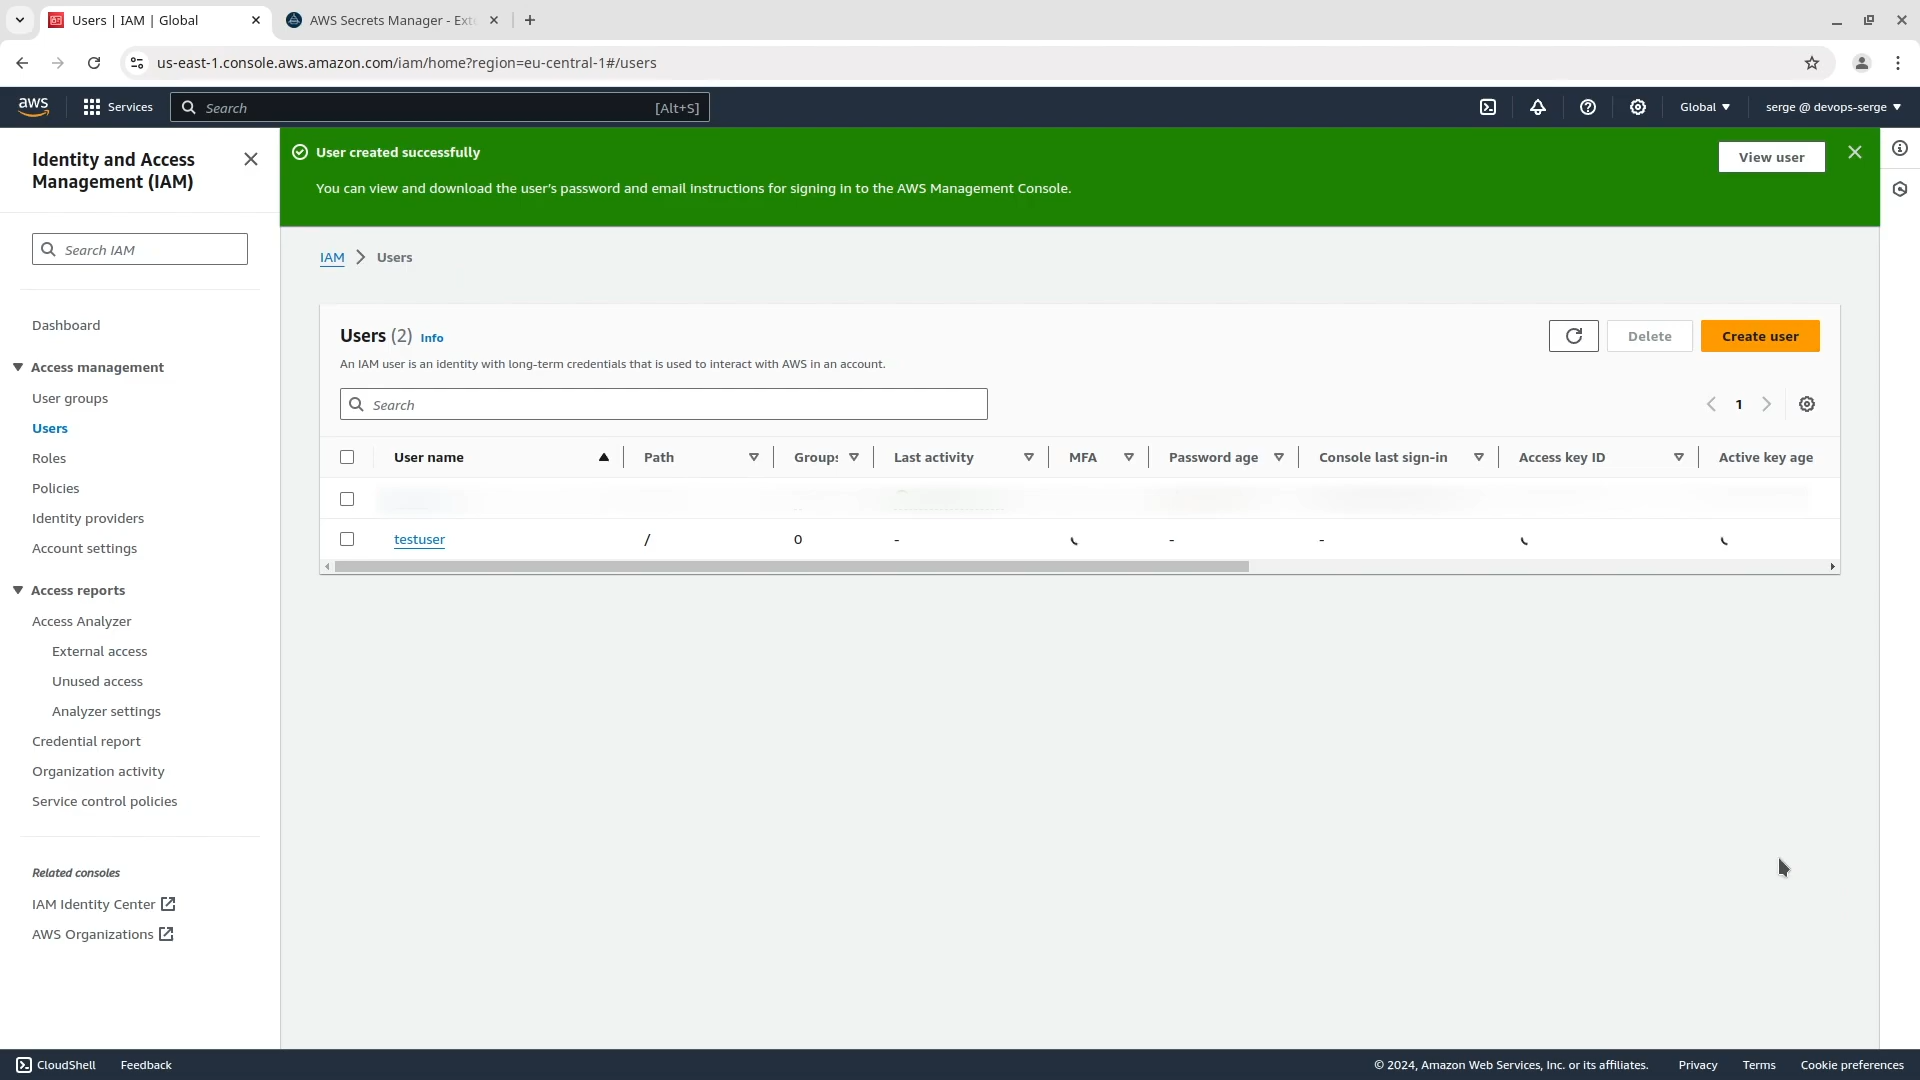 Users | IAM | Global
AWS Secrets Manager - Ext
us-east-1.console.aws.amazon.com/iam/home?region=eu-central-1#/users
aws
Services
Search
[Alt+S]
Global
serge @ devops-serge
Identity and Access
Management (IAM)
Search IAM
Dashboard
Access management
User groups
Users
Roles
Policies
Identity providers
Account settings
Access reports
Access Analyzer
External access
Unused access
Analyzer settings
Credential report
Organization activity
Service control policies
Related consoles
IAM Identity Center
AWS Organizations
User created successfully
View user
You can view and download the user's password and email instructions for signing in to the AWS Management Console.
IAM
Users
Users (2) Info
Delete
Create user
An IAM user is an identity with long-term credentials that is used to interact with AWS in an account.
Search
1
User name Path Groups Last activity MFA Password age Console last sign-in Access key ID Active key age
testuser / 0 - - -
CloudShell
Feedback
© 2024, Amazon Web Services, Inc. or its affiliates.
Privacy
Terms
Cookie preferences